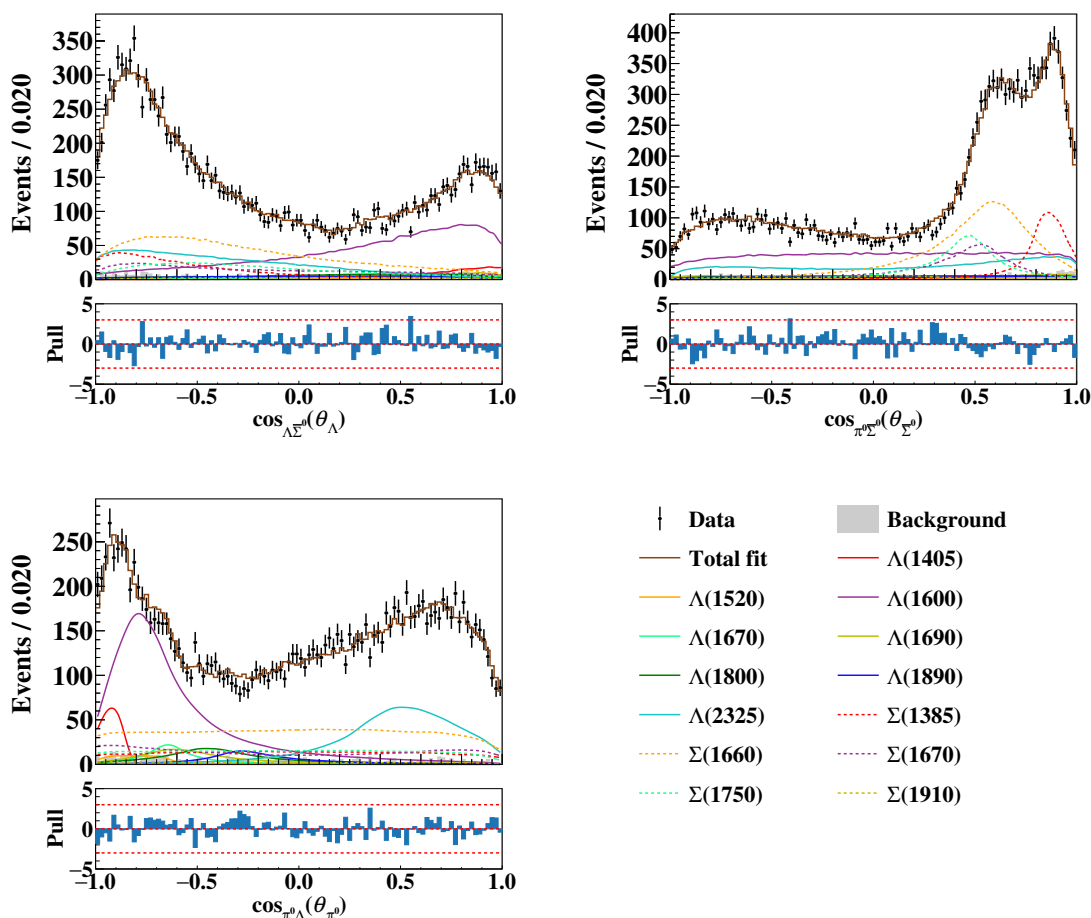 350
300
250
200
150
100
50
0
Events / 0.020
5
0
−5
Pull
−1.0 −0.5 0.0 0.5 1.0
cos_{ΛΣ̅⁰}(θ_Λ)
400
350
300
250
200
150
100
50
0
Events / 0.020
5
0
−5
Pull
−1.0 −0.5 0.0 0.5 1.0
cos_{π⁰Σ̅⁰}(θ_{Σ̅⁰})
250
200
150
100
50
0
Events / 0.020
5
0
−5
Pull
−1.0 −0.5 0.0 0.5 1.0
cos_{π⁰Λ}(θ_{π⁰})
Data Background
Total fit Λ(1405)
Λ(1520) Λ(1600)
Λ(1670) Λ(1690)
Λ(1800) Λ(1890)
Λ(2325) Σ(1385)
Σ(1660) Σ(1670)
Σ(1750) Σ(1910)